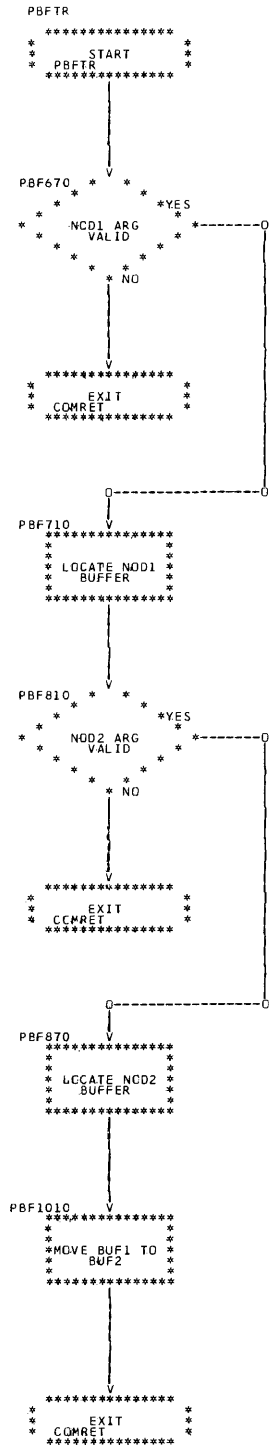 PBFTR
START
PBFTR
PBF670
YES
NOD1 ARG
VALID
NO
EXIT
COMRET
PBF710
LOCATE NOD1
BUFFER
PBF810
YES
NOD2 ARG
VALID
NO
EXIT
COMRET
PBF870
LOCATE NOD2
BUFFER
PBF1010
MOVE BUF1 TO
BUF2
EXIT
COMRET